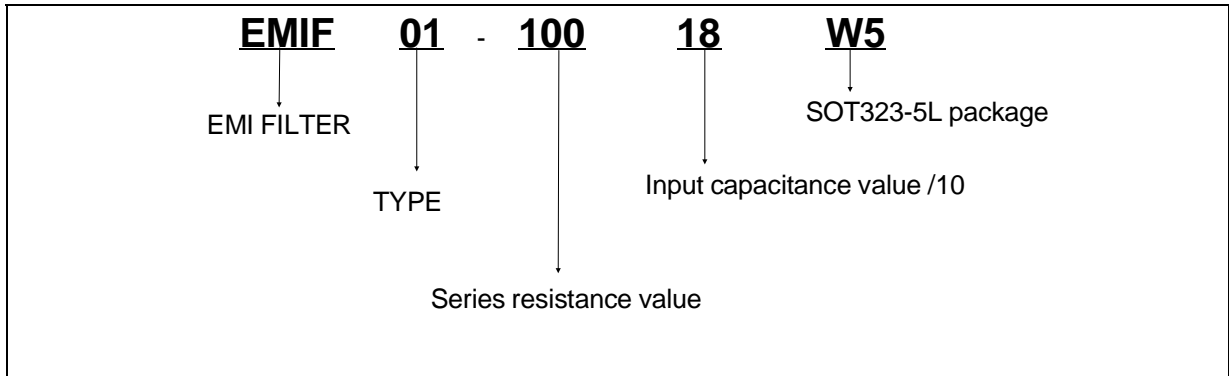 EMIF 01 - 100 18 W5
SOT323-5L package
EMI FILTER
Input capacitance value /10
TYPE
Series resistance value